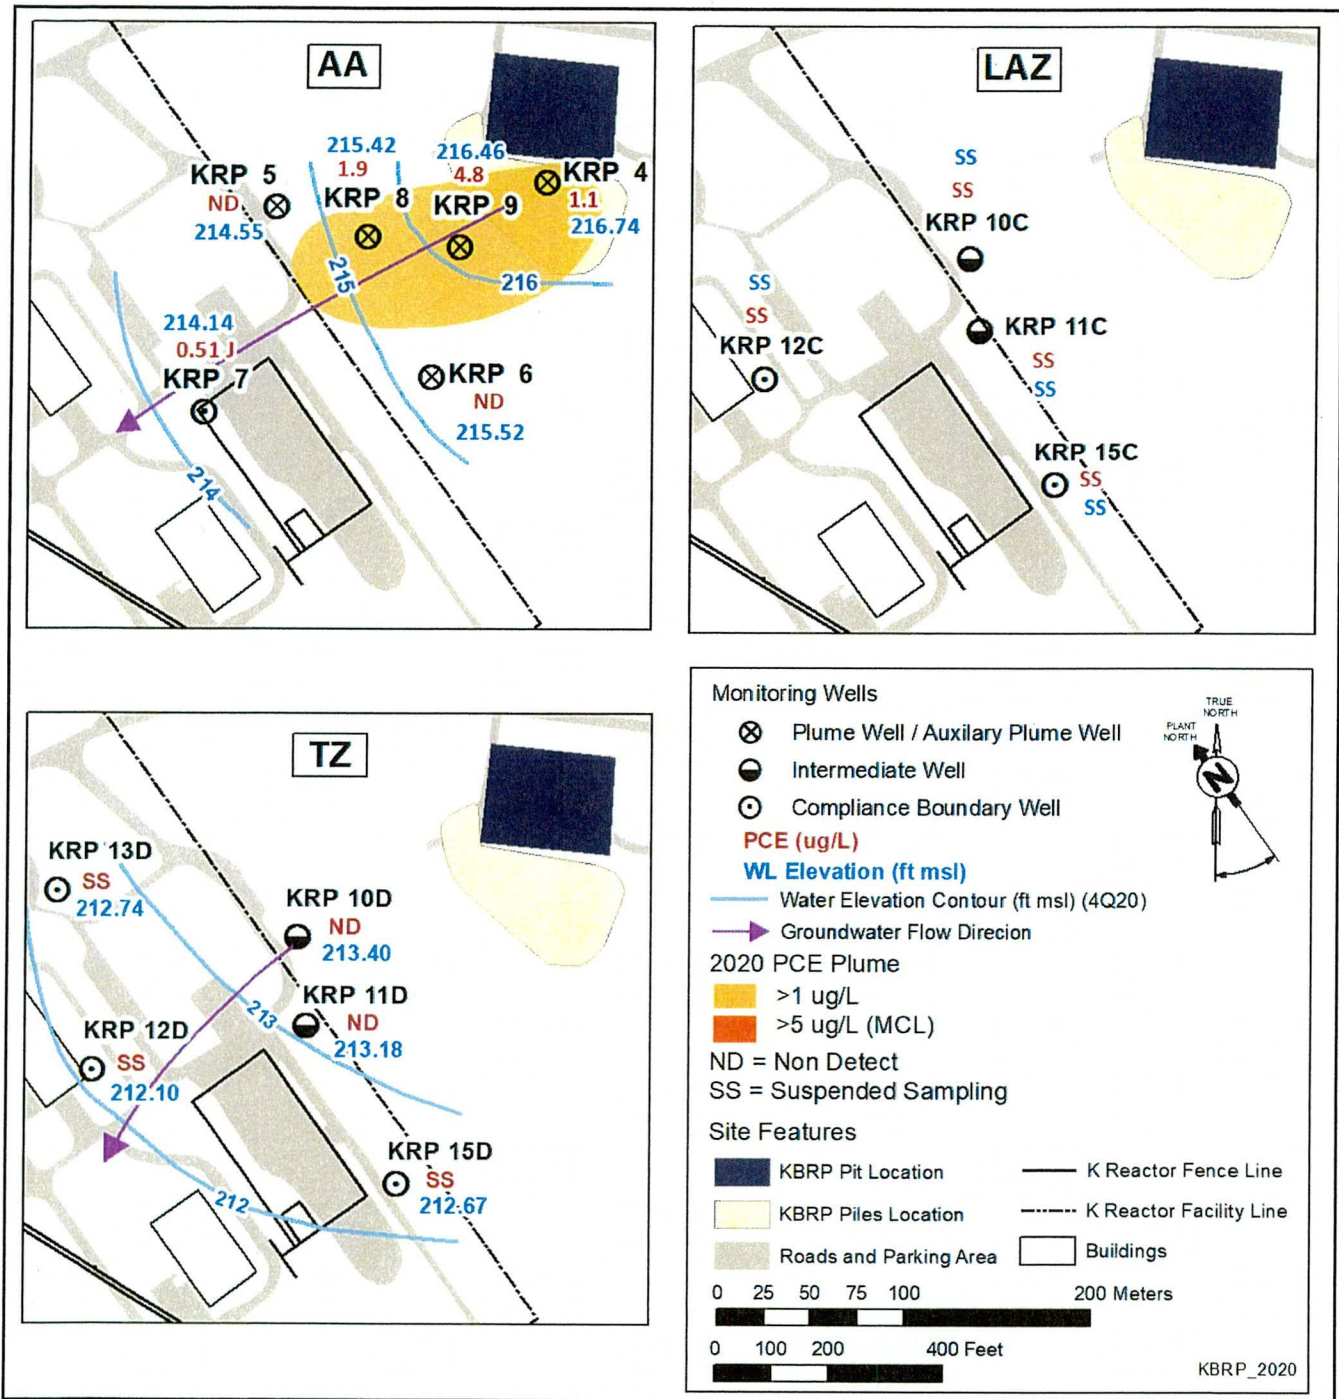 AA
215.42
1.9
KRP 8
216.46
4.8
KRP 9
KRP 4
1.1
216.74
KRP 5
ND
214.55
215
216
214.14
0.51 J
KRP 7
KRP 6
ND
215.52
214
LAZ
SS
SS
KRP 10C
SS
SS
KRP 12C
KRP 11C
SS
SS
KRP 15C
SS
SS
TZ
KRP 13D
SS
212.74
KRP 10D
ND
213.40
213
KRP 11D
ND
213.18
KRP 12D
SS
212.10
KRP 15D
SS
212.67
212
Monitoring Wells
Plume Well / Auxilary Plume Well
Intermediate Well
Compliance Boundary Well
PCE (ug/L)
WL Elevation (ft msl)
Water Elevation Contour (ft msl) (4Q20)
Groundwater Flow Direcion
TRUE
NORTH
PLANT
NORTH
N
2020 PCE Plume
>1 ug/L
>5 ug/L (MCL)
ND = Non Detect
SS = Suspended Sampling
Site Features
KBRP Pit Location
K Reactor Fence Line
KBRP Piles Location
K Reactor Facility Line
Roads and Parking Area
Buildings
0 25 50 75 100 200 Meters
0 100 200 400 Feet
KBRP_2020